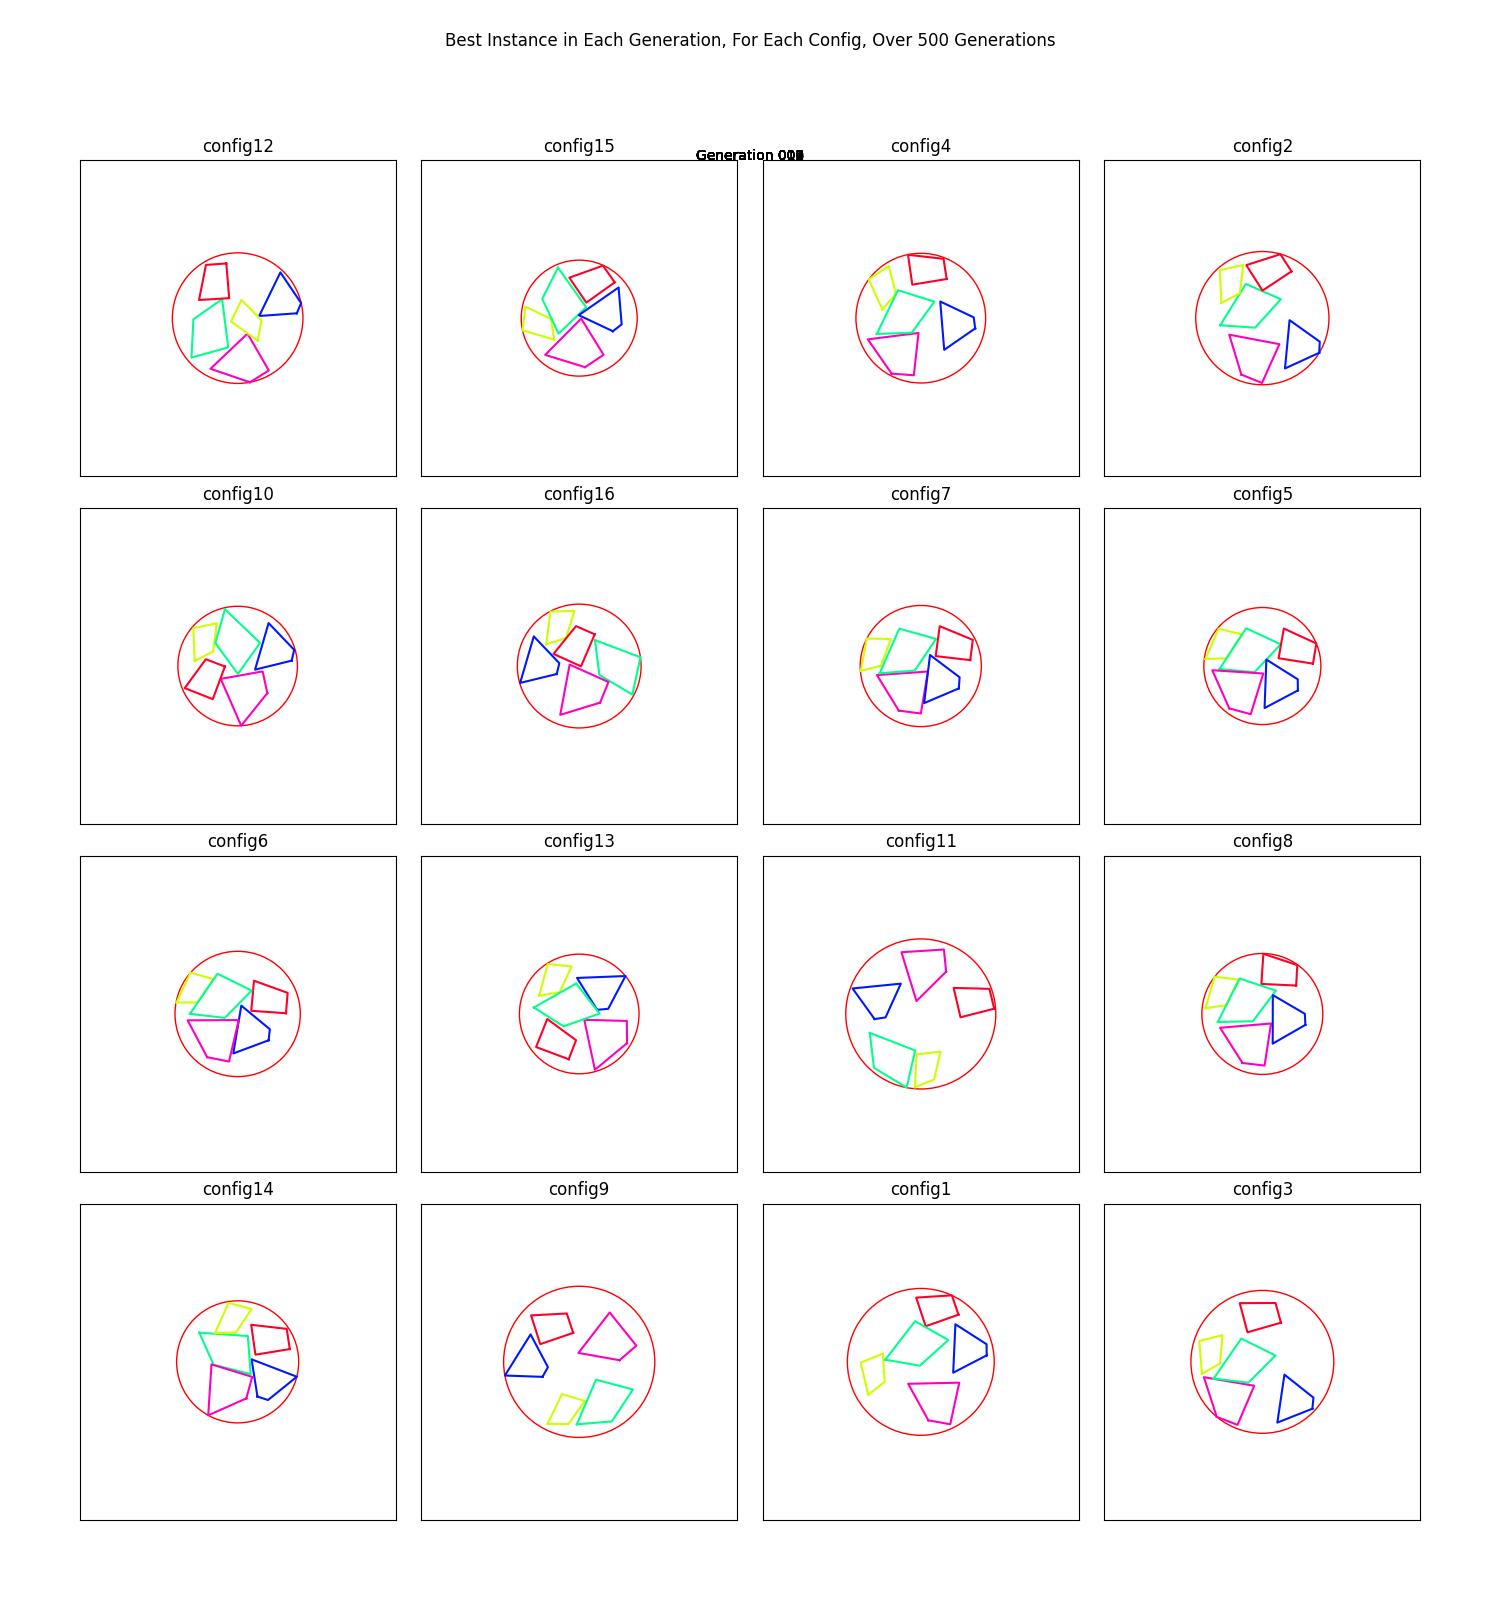 Best Instance in Each Generation, For Each Config, Over 500 Generations
config12
config15
config4
config2
Generation
config10
config16
config7
config5
config6
config13
config11
config8
config14
config9
config1
config3